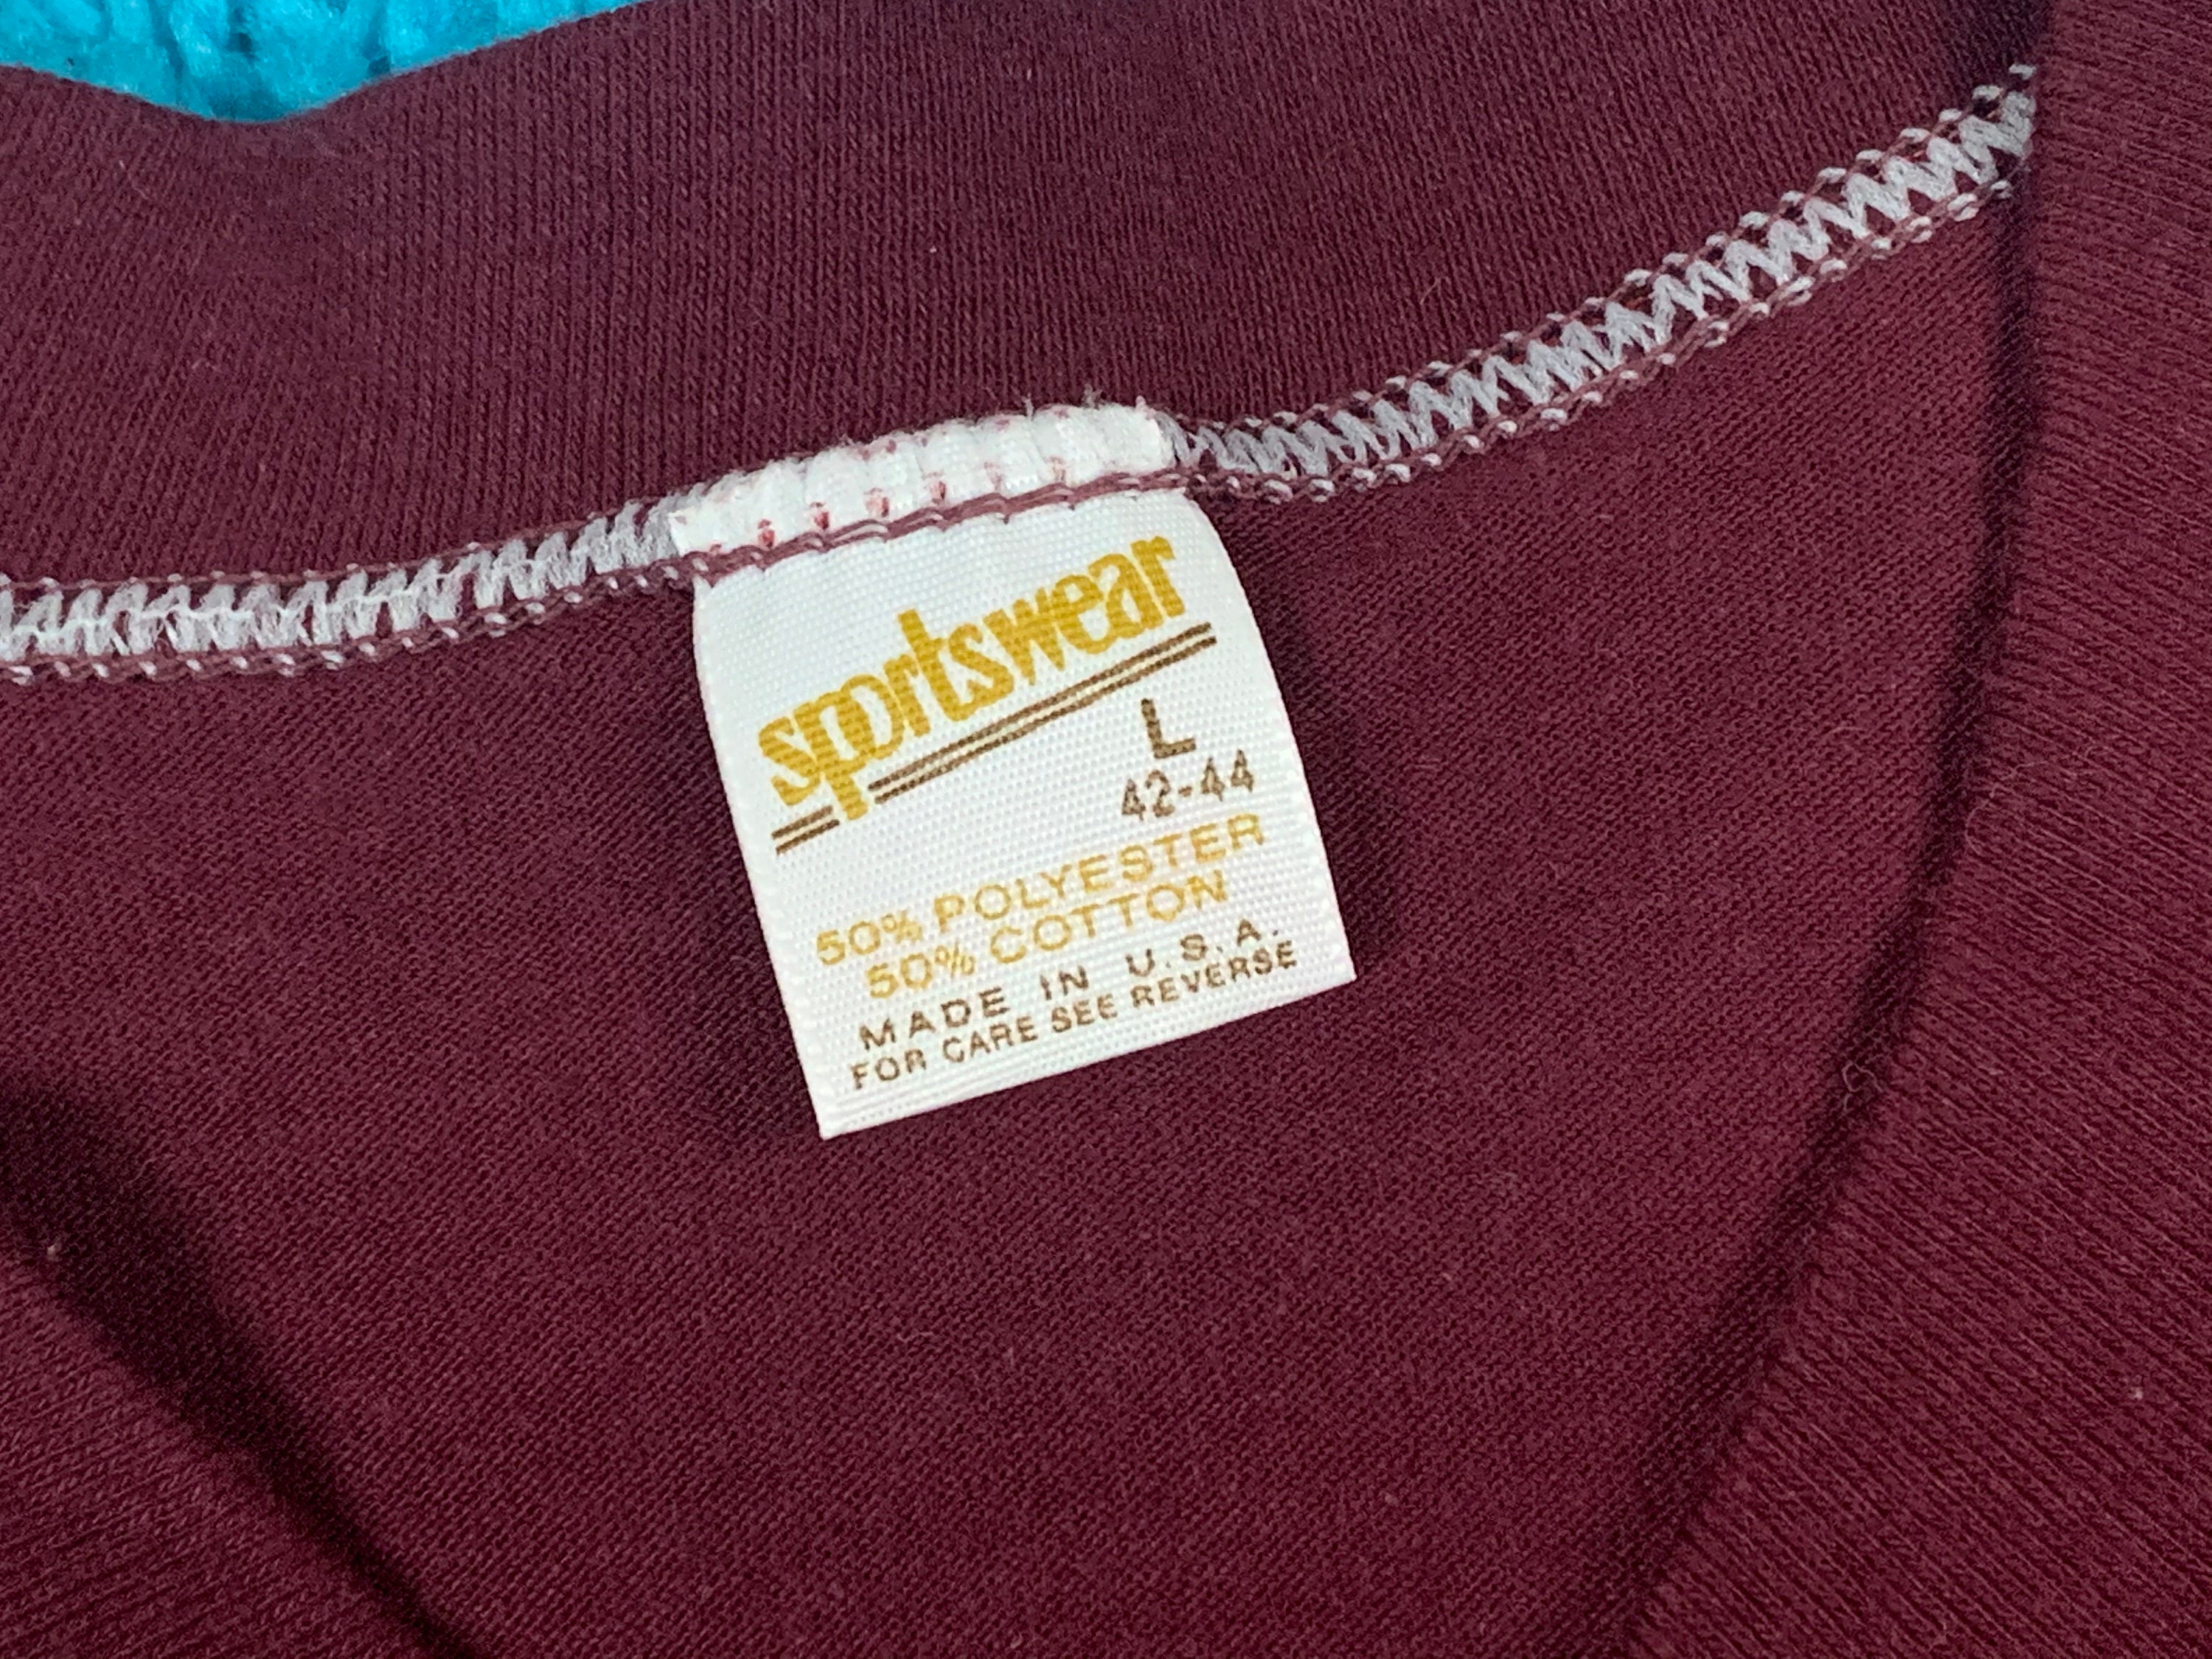 sportswear
L
42-44
50% POLYESTER
50% COTTON
MADE IN U.S.A.
FOR CARE SEE REVERSE